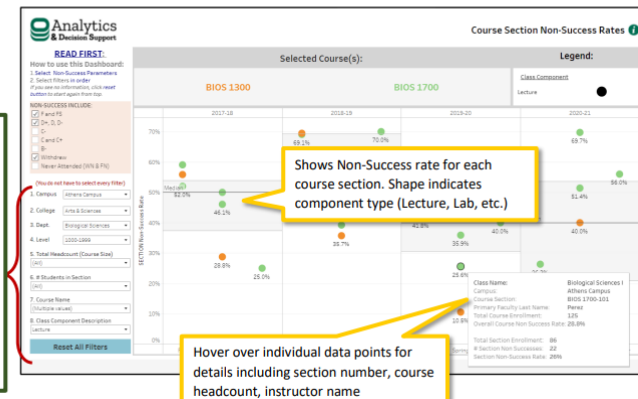 Analytics
& Decision Support
Course Section Non-Success Rates
READ FIRST:
How to use this Dashboard:
1. Select Non-Success Parameters
2. Select filters in order
If you see no information, click reset
button to start again from top.
NON-SUCCESS INCLUDE:
F and FS
D+, D, D-
C-
C and C+
B-
Withdrew
Never Attended (WN & FN)
(You do not have to select every filter)
1. Campus Athens Campus
2. College Arts & Sciences
3. Dept. Biological Sciences
4. Level 1000-1999
5. Total Headcount (Course Size)
(All)
6. # Students in Section
(All)
7. Course Name
(Multiple values)
8. Class Component Description
Lecture
Reset All Filters
Selected Course(s):
BIOS 1300 BIOS 1700
Legend:
Class Component
Lecture
2017-18 2018-19 2019-20 2020-21
SECTION Non-Success Rate
70%
60%
50%
40%
30%
20%
10%
0%
Median
52.0%
46.1%
28.8%
25.0%
69.1%
70.0%
35.7%
41.8%
35.9%
40.0%
25.6%
10.8%
69.7%
56.0%
51.4%
40.0%
Shows Non-Success rate for each
course section. Shape indicates
component type (Lecture, Lab, etc.)
Hover over individual data points for
details including section number, course
headcount, instructor name
Class Name: Biological Sciences I
Campus: Athens Campus
Course Section: BIOS 1700-101
Primary Faculty Last Name: Perez
Total Course Enrollment: 125
Overall Course Non Success Rate: 28.8%
Total Section Enrollment: 86
# Section Non Successes: 22
Section Non-Success Rate: 26%